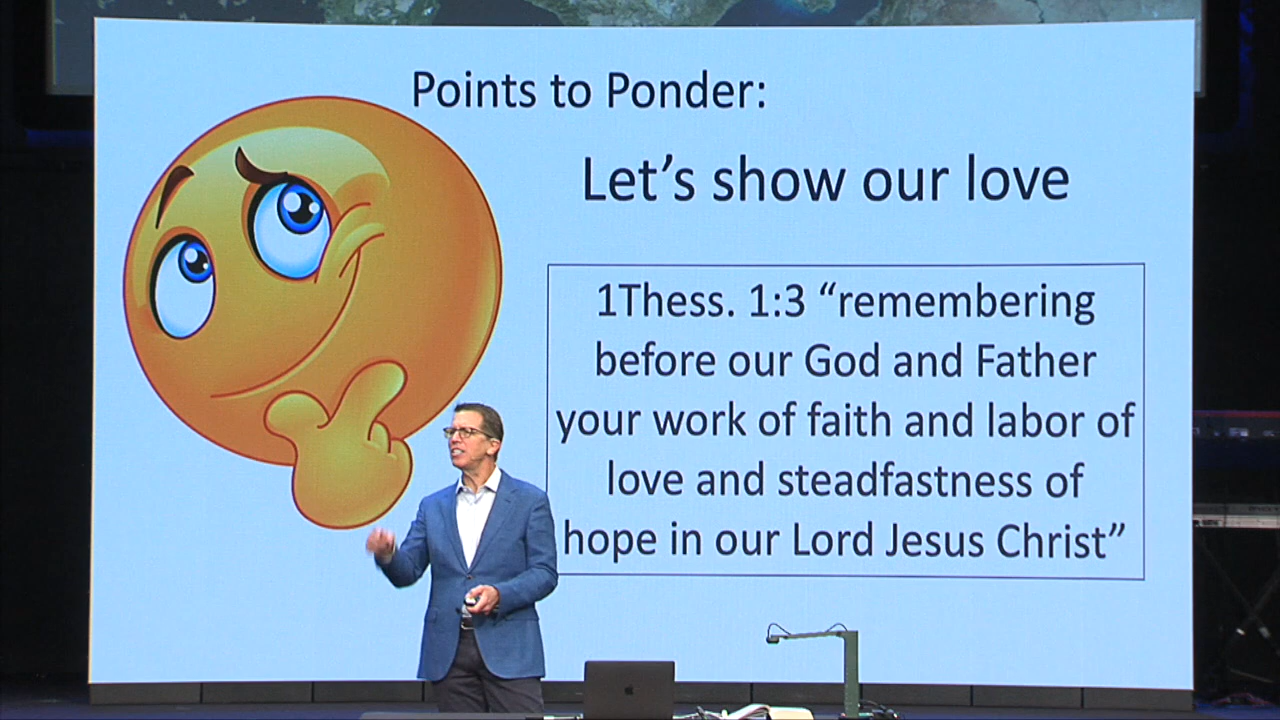 Points to Ponder:
Let's show our love
1Thess. 1:3 “remembering
before our God and Father
your work of faith and labor of
love and steadfastness of
hope in our Lord Jesus Christ”